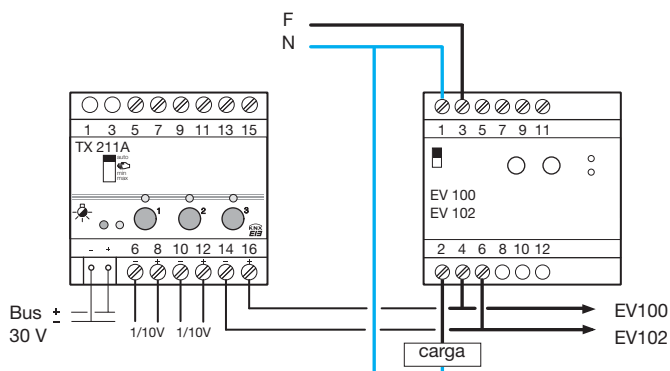 F
N
1 3 5 7 9 11 13 15
TX 211A
auto
min
max
1 2 3
KNX
EIB
- + 6 8 10 12 14 16
- + - + - +
Bus + -
30 V
1/10V 1/10V
1 3 5 7 9 11
EV 100
EV 102
2 4 6 8 10 12
EV100
EV102
carga